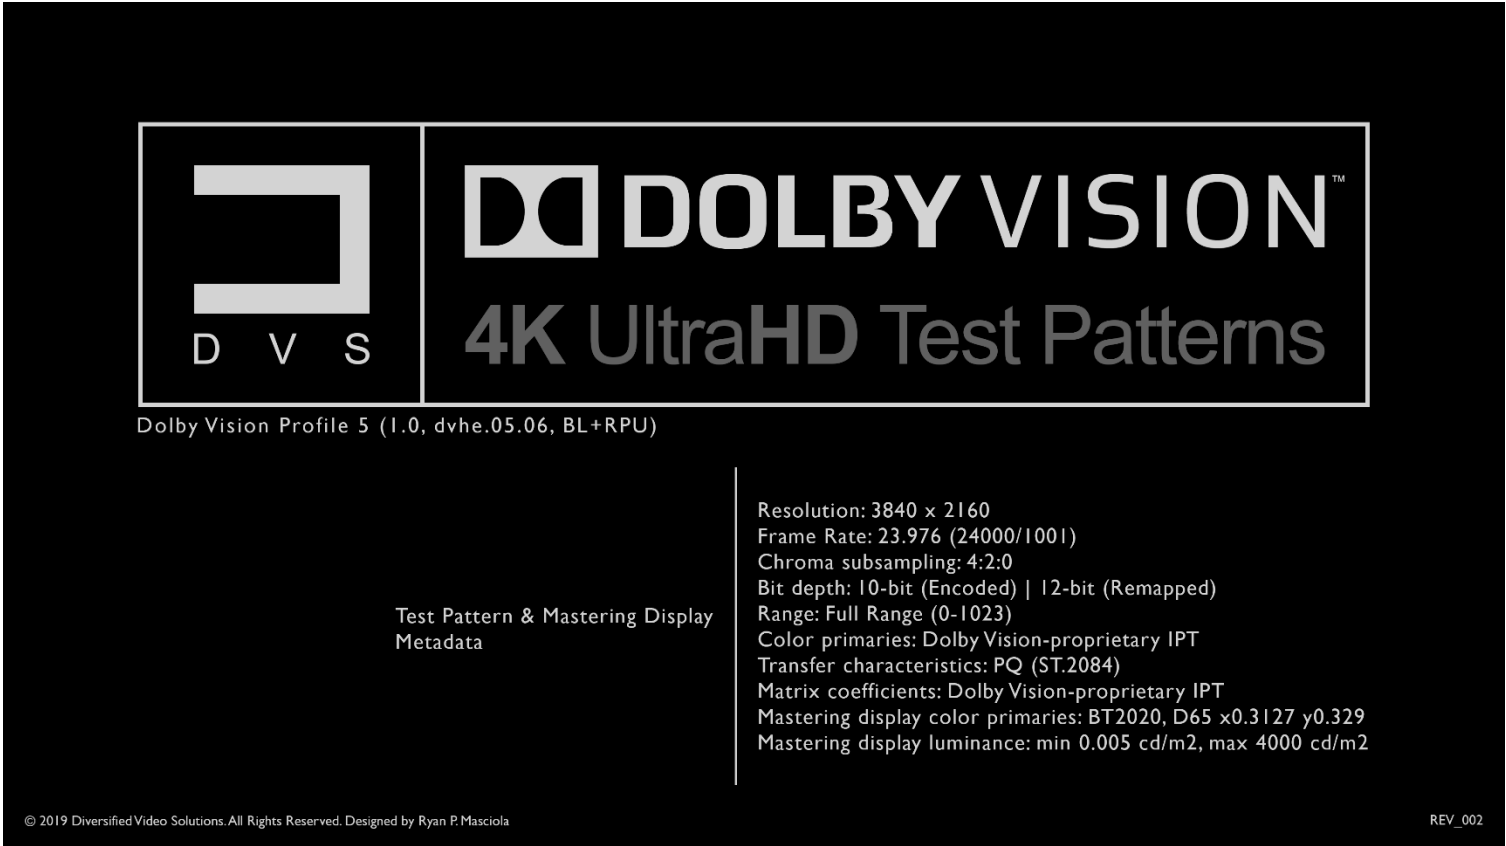 DOLBY VISION™
D V S
4K UltraHD Test Patterns
Dolby Vision Profile 5 (1.0, dvhe.05.06, BL+RPU)
Test Pattern & Mastering Display
Metadata
Resolution: 3840 x 2160
Frame Rate: 23.976 (24000/1001)
Chroma subsampling: 4:2:0
Bit depth: 10-bit (Encoded) | 12-bit (Remapped)
Range: Full Range (0-1023)
Color primaries: Dolby Vision-proprietary IPT
Transfer characteristics: PQ (ST.2084)
Matrix coefficients: Dolby Vision-proprietary IPT
Mastering display color primaries: BT2020, D65 x0.3127 y0.329
Mastering display luminance: min 0.005 cd/m2, max 4000 cd/m2
© 2019 Diversified Video Solutions. All Rights Reserved. Designed by Ryan P. Masciola
REV_002